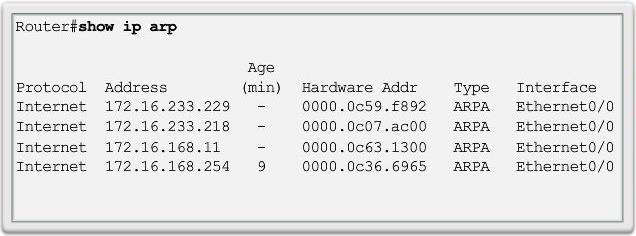 Router#show ip arp
Age
Protocol Address (min) Hardware Addr Type Interface
Internet 172.16.233.229 - 0000.0c59.f892 ARPA Ethernet0/0
Internet 172.16.233.218 - 0000.0c07.ac00 ARPA Ethernet0/0
Internet 172.16.168.11 - 0000.0c63.1300 ARPA Ethernet0/0
Internet 172.16.168.254 9 0000.0c36.6965 ARPA Ethernet0/0